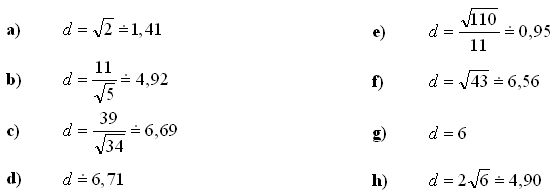 a) d = √2 ≐ 1,41
b) d = 11/√5 ≐ 4,92
c) d = 39/√34 ≐ 6,69
d) d ≐ 6,71
e) d = √110/11 ≐ 0,95
f) d = √43 ≐ 6,56
g) d = 6
h) d = 2√6 ≐ 4,90